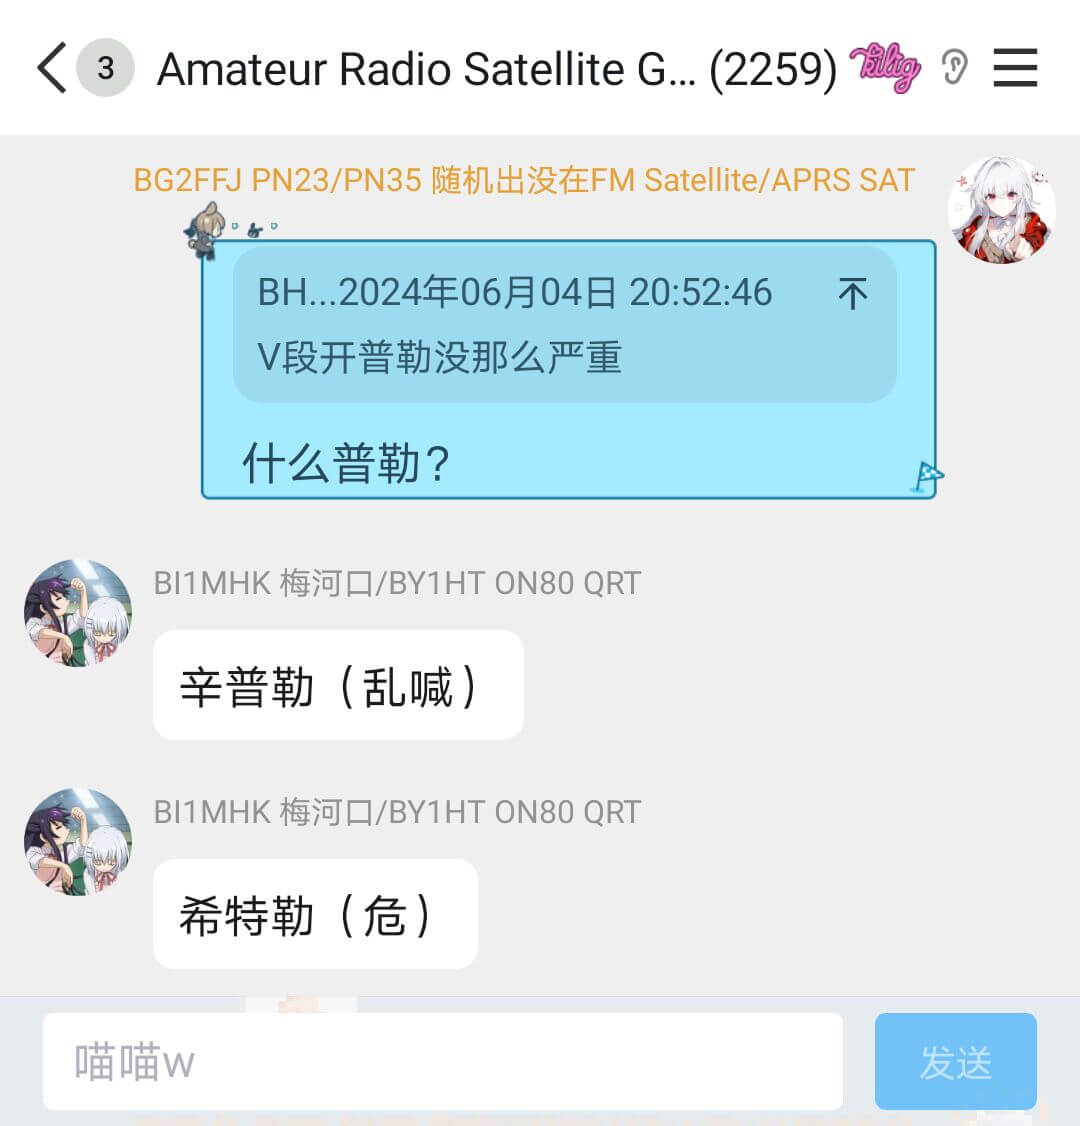 3 Amateur Radio Satellite G... (2259) kilig
BG2FFJ PN23/PN35 随机出没在FM Satellite/APRS SAT
BH...2024年06月04日 20:52:46
V段开普勒没那么严重
什么普勒?
BI1MHK 梅河口/BY1HT ON80 QRT
辛普勒（乱喊）
BI1MHK 梅河口/BY1HT ON80 QRT
希特勒（危）
喵喵w
发送